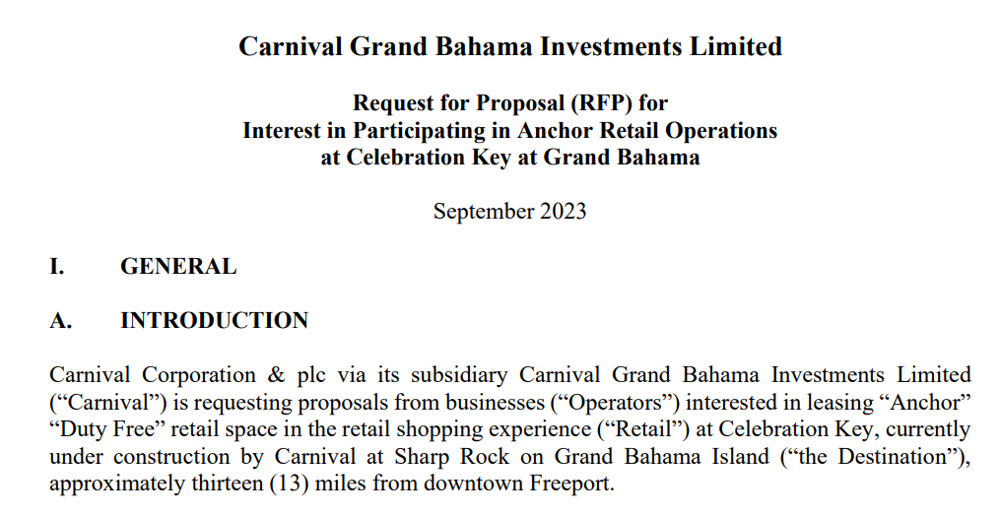 Carnival Grand Bahama Investments Limited
Request for Proposal (RFP) for
Interest in Participating in Anchor Retail Operations
at Celebration Key at Grand Bahama
September 2023
I. GENERAL
A. INTRODUCTION
Carnival Corporation & plc via its subsidiary Carnival Grand Bahama Investments Limited
(“Carnival”) is requesting proposals from businesses (“Operators”) interested in leasing “Anchor”
“Duty Free” retail space in the retail shopping experience (“Retail”) at Celebration Key, currently
under construction by Carnival at Sharp Rock on Grand Bahama Island (“the Destination”),
approximately thirteen (13) miles from downtown Freeport.